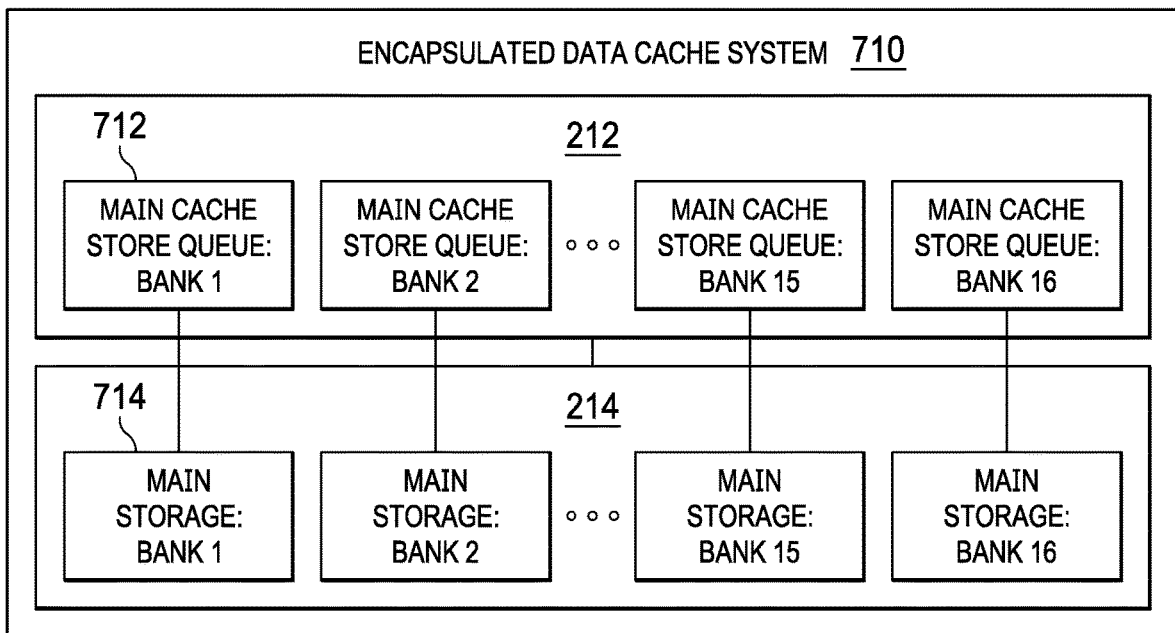 ENCAPSULATED DATA CACHE SYSTEM 710
712
212
MAIN CACHE
STORE QUEUE:
BANK 1
MAIN CACHE
STORE QUEUE:
BANK 2
MAIN CACHE
STORE QUEUE:
BANK 15
MAIN CACHE
STORE QUEUE:
BANK 16
714
214
MAIN
STORAGE:
BANK 1
MAIN
STORAGE:
BANK 2
MAIN
STORAGE:
BANK 15
MAIN
STORAGE:
BANK 16